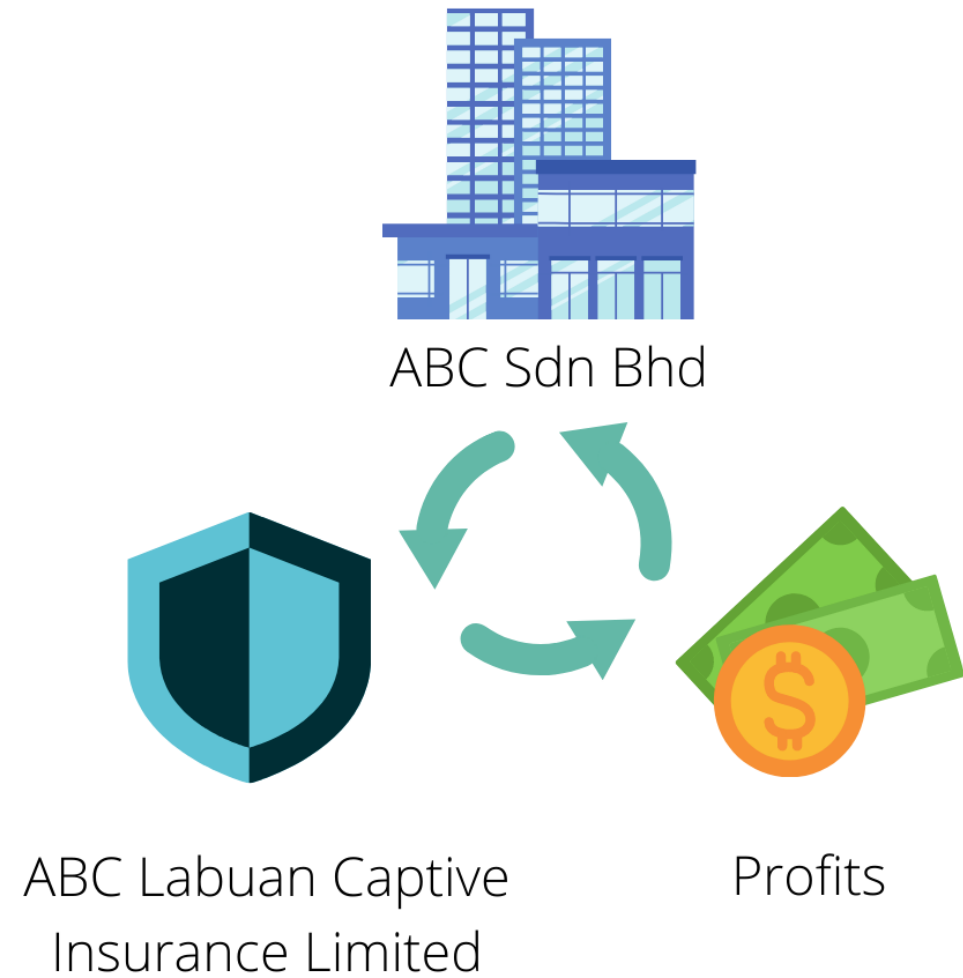 ABC Sdn Bhd
$
ABC Labuan Captive
Insurance Limited
Profits